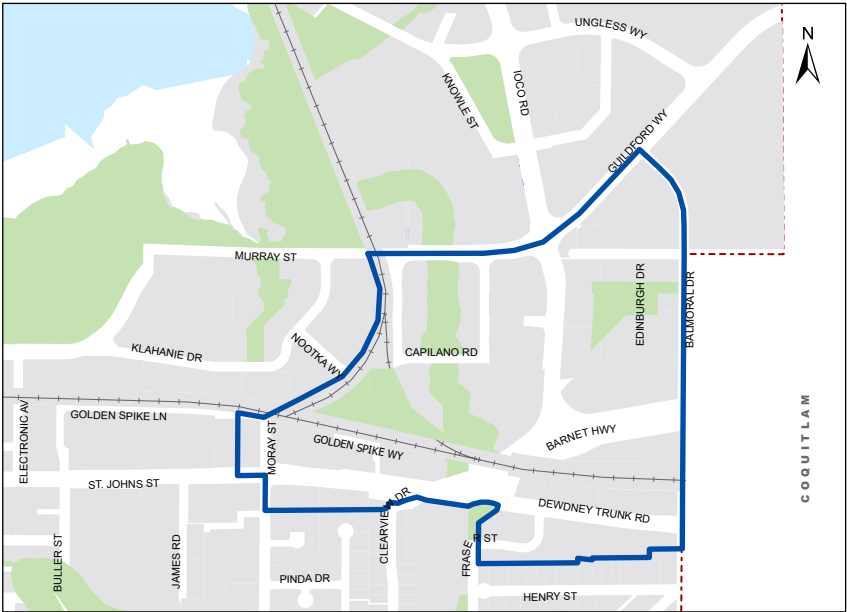 UNGLESS WY
N
IOCO RD
KNOWLE ST
GUILDFORD WY
MURRAY ST
EDINBURGH DR
BALMORAL DR
NOOTKA WY
KLAHANIE DR
CAPILANO RD
GOLDEN SPIKE LN
ELECTRONIC AV
MORAY ST
GOLDEN SPIKE WY
BARNET HWY
COQUITLAM
ST. JOHNS ST
CLEARVIEW DR
DEWDNEY TRUNK RD
FRASER ST
BULLER ST
JAMES RD
PINDA DR
HENRY ST